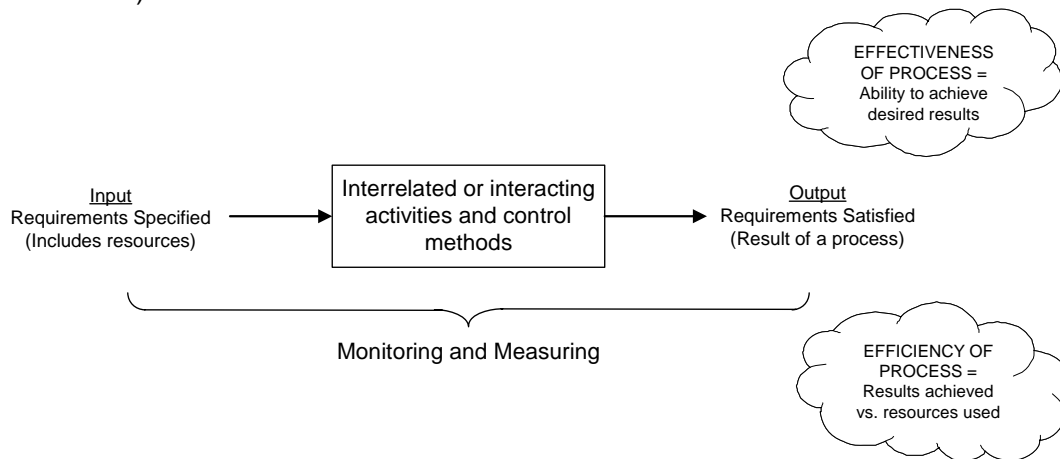 )
EFFECTIVENESS
OF PROCESS =
Ability to achieve
desired results
Input
Requirements Specified
(Includes resources)
Interrelated or interacting
activities and control
methods
Output
Requirements Satisfied
(Result of a process)
Monitoring and Measuring
EFFICIENCY OF
PROCESS =
Results achieved
vs. resources used